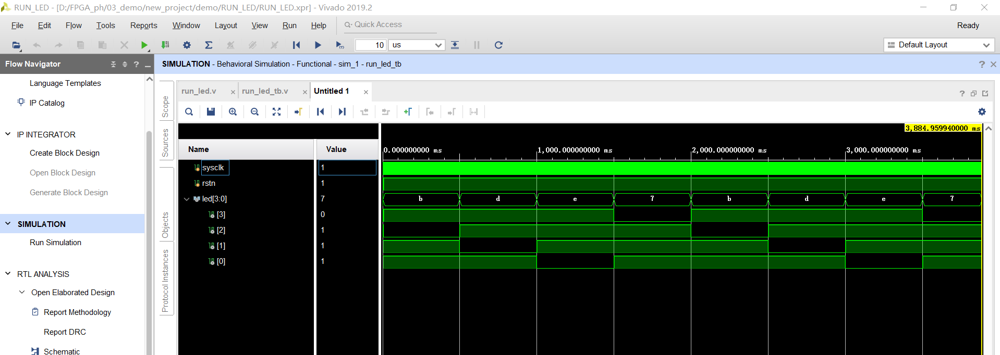 RUN_LED - [D:/FPGA_ph/03_demo/new_project/demo/RUN_LED/RUN_LED.xpr] - Vivado 2019.2
File Edit Flow Tools Reports Window Layout View Run Help Quick Access Ready
10 us Default Layout
Flow Navigator
SIMULATION - Behavioral Simulation - Functional - sim_1 - run_led_tb
Language Templates
IP Catalog
IP INTEGRATOR
Create Block Design
Open Block Design
Generate Block Design
SIMULATION
Run Simulation
RTL ANALYSIS
Open Elaborated Design
Report Methodology
Report DRC
Schematic
Scope
Sources
Objects
Protocol Instances
run_led.v run_led_tb.v Untitled 1
3,884.959940000 ms
Name Value
0.000000000 ms 1,000.000000000 ms 2,000.000000000 ms 3,000.000000000 ms
sysclk 1
rstn 1
led[3:0] 7 b d e 7 b d e 7
[3] 0
[2] 1
[1] 1
[0] 1